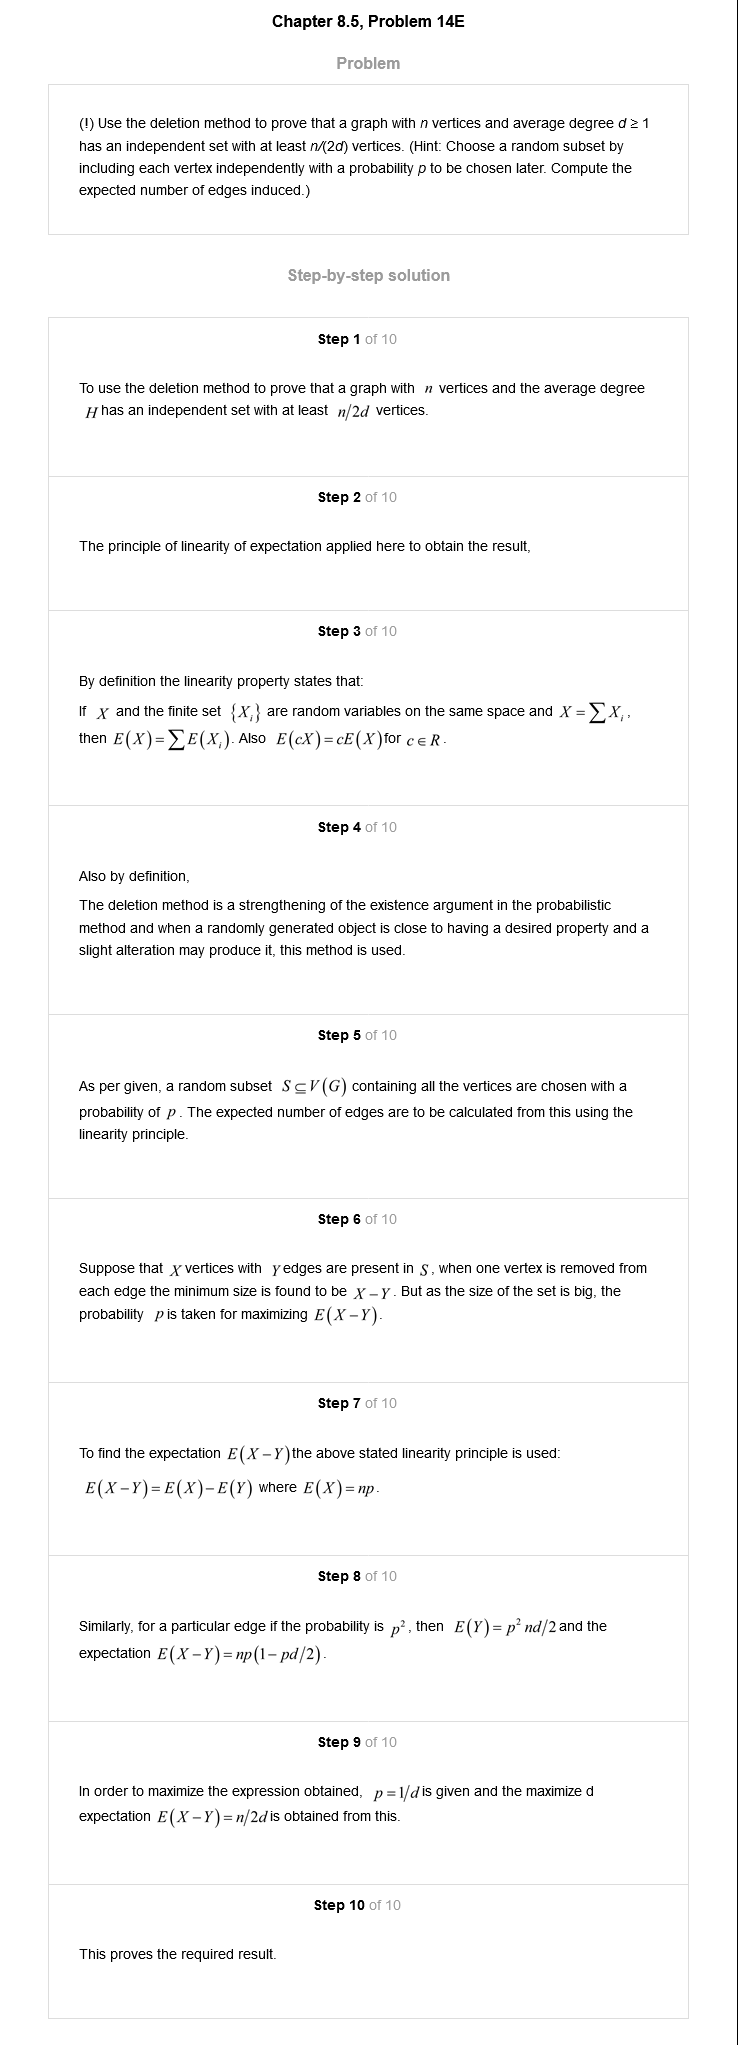 Chapter 8.5, Problem 14E
Problem
(!) Use the deletion method to prove that a graph with n vertices and average degree d ≥ 1
has an independent set with at least n/(2d) vertices. (Hint: Choose a random subset by
including each vertex independently with a probability p to be chosen later. Compute the
expected number of edges induced.)
Step-by-step solution
Step 1 of 10
To use the deletion method to prove that a graph with n vertices and the average degree
H has an independent set with at least n/2d vertices.
Step 2 of 10
The principle of linearity of expectation applied here to obtain the result,
Step 3 of 10
By definition the linearity property states that:
If X and the finite set {X_i} are random variables on the same space and X = ∑X_i,
then E(X) = ∑E(X_i). Also E(cX) = cE(X) for c ∈ R.
Step 4 of 10
Also by definition,
The deletion method is a strengthening of the existence argument in the probabilistic
method and when a randomly generated object is close to having a desired property and a
slight alteration may produce it, this method is used.
Step 5 of 10
As per given, a random subset S ⊆ V(G) containing all the vertices are chosen with a
probability of p. The expected number of edges are to be calculated from this using the
linearity principle.
Step 6 of 10
Suppose that X vertices with Y edges are present in S, when one vertex is removed from
each edge the minimum size is found to be X − Y. But as the size of the set is big, the
probability p is taken for maximizing E(X − Y).
Step 7 of 10
To find the expectation E(X − Y) the above stated linearity principle is used:
E(X − Y) = E(X) − E(Y) where E(X) = np.
Step 8 of 10
Similarly, for a particular edge if the probability is p², then E(Y) = p² nd/2 and the
expectation E(X − Y) = np(1 − pd/2).
Step 9 of 10
In order to maximize the expression obtained, p = 1/d is given and the maximize d
expectation E(X − Y) = n/2d is obtained from this.
Step 10 of 10
This proves the required result.